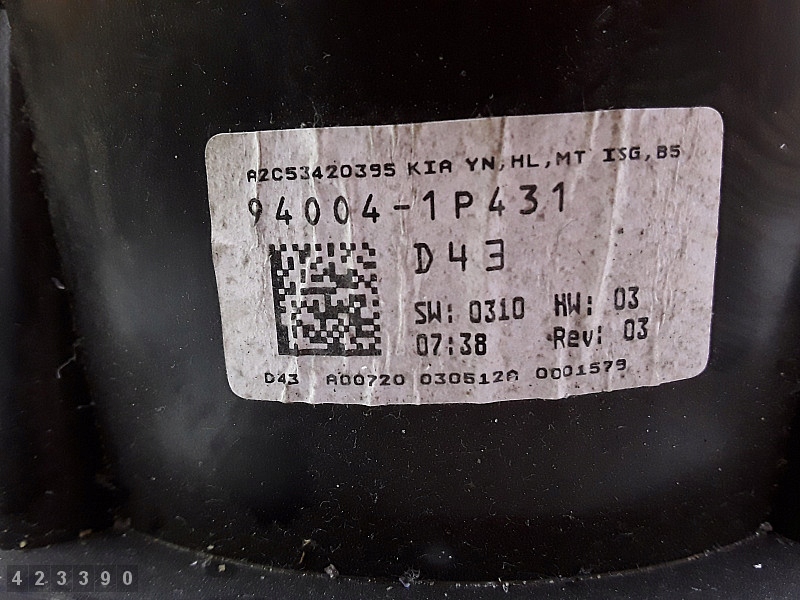 A2C53420395 KIA YN,HL,MT ISG,B5
94004-1P431
D43
SW: 0310 HW: 03
07:38 Rev: 03
D43 A00720 030512A 0001579
423390